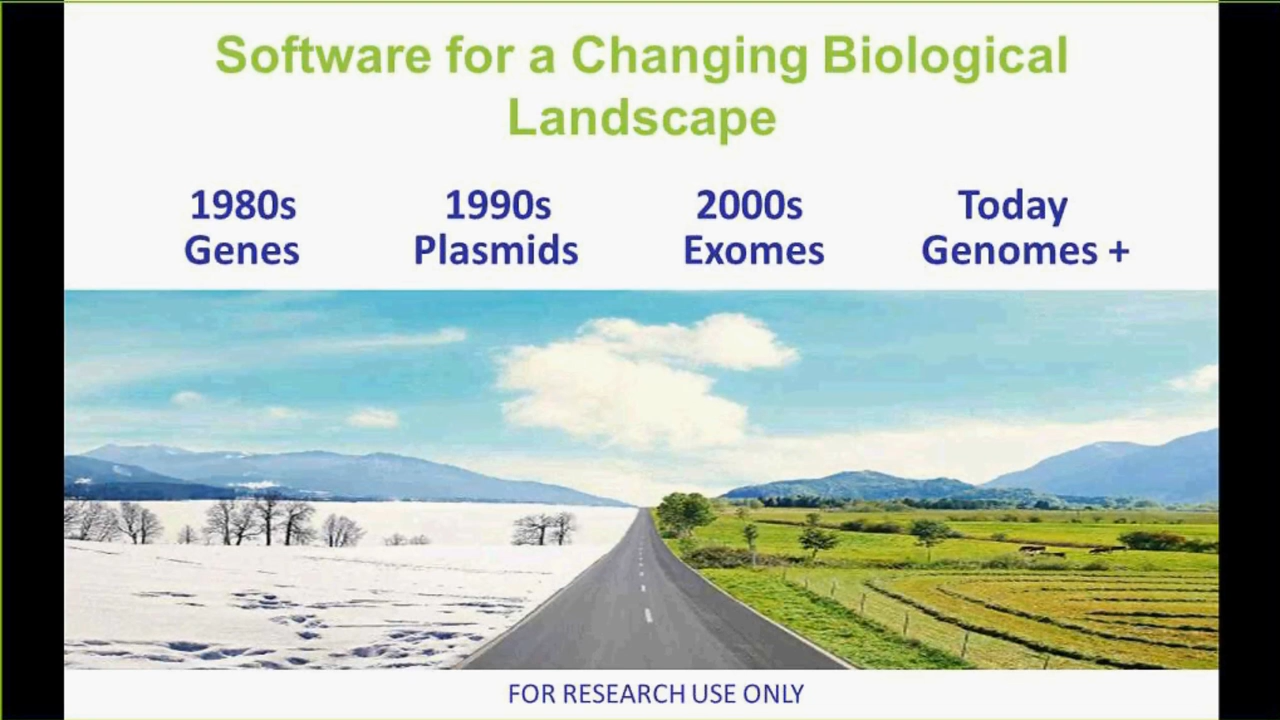 Software for a Changing Biological
Landscape
1980s
Genes
1990s
Plasmids
2000s
Exomes
Today
Genomes +
FOR RESEARCH USE ONLY